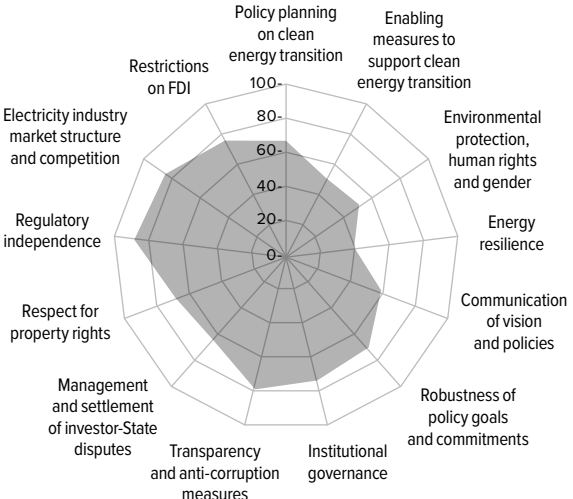 Policy planning
on clean
energy transition
Enabling
measures to
support clean
energy transition
Environmental
protection,
human rights
and gender
Energy
resilience
Communication
of vision
and policies
Robustness of
policy goals
and commitments
Institutional
governance
Transparency
and anti-corruption
measures
Management
and settlement
of investor-State
disputes
Respect for
property rights
Regulatory
independence
Electricity industry
market structure
and competition
Restrictions
on FDI
100
80
60
40
20
0